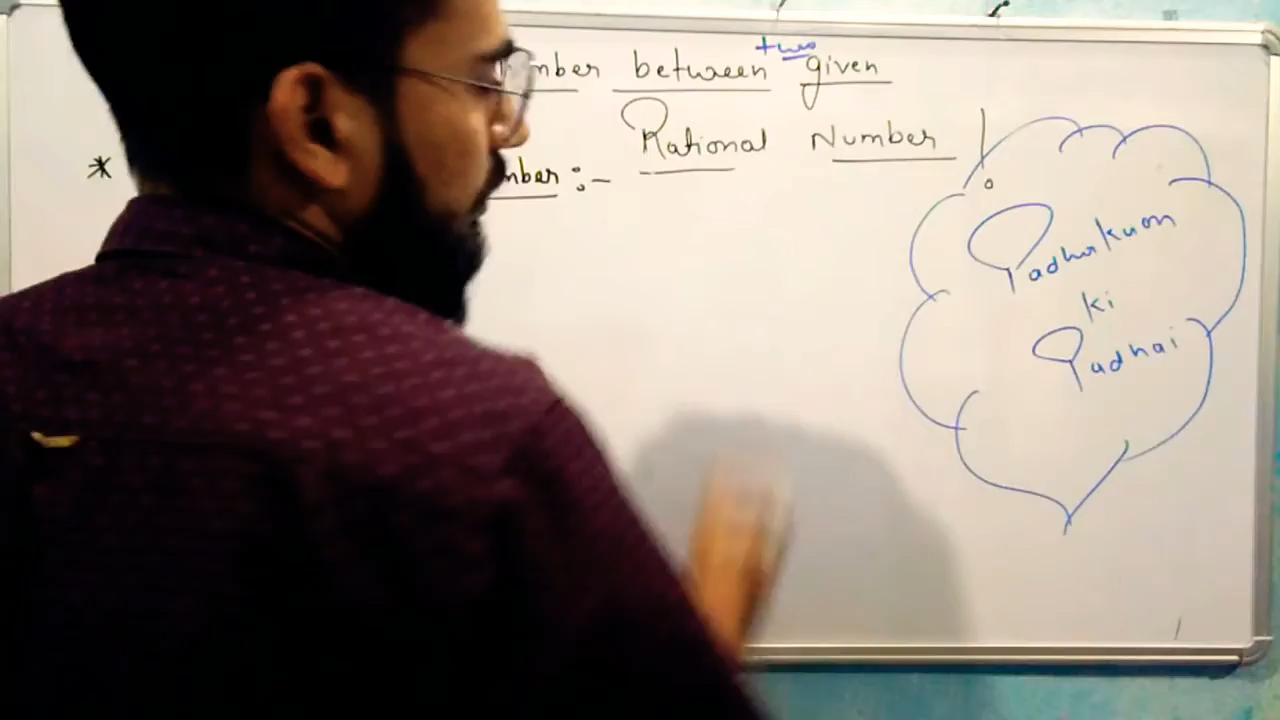 mber between two given
Rational Number !
* mber :-
Padhakuon
ki
Padhai